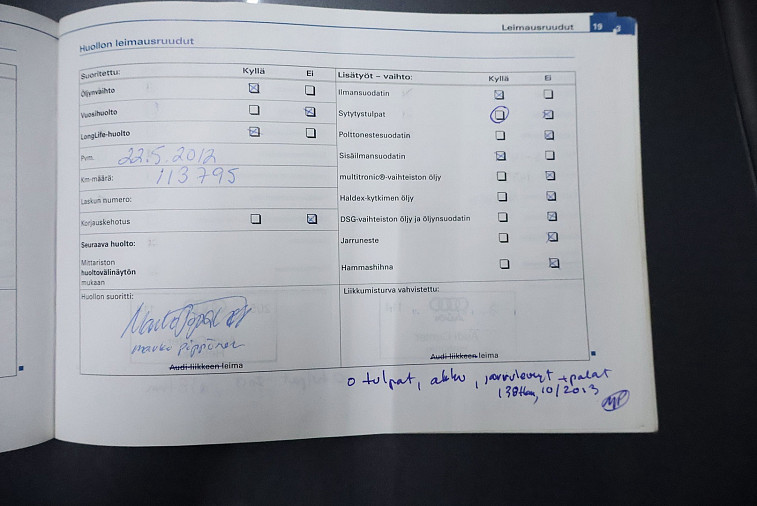 Leimausruudut 19
Huollon leimausruudut
Suoritettu: Kyllä Ei
Öljynvaihto
Vuosihuolto
LongLife-huolto
Pvm. 22.5.2012
Km-määrä: 113795
Laskun numero:
Korjauskehotus
Seuraava huolto:
Mittariston
huoltovälinäytön
mukaan
Huollon suoritti:
Audi-liikkeen leima
Lisätyöt – vaihto: Kyllä Ei
Ilmansuodatin
Sytytystulpat
Polttonestesuodatin
Sisäilmansuodatin
multitronic®-vaihteiston öljy
Haldex-kytkimen öljy
DSG-vaihteiston öljy ja öljynsuodatin
Jarruneste
Hammashihna
Liikkumisturva vahvistettu:
Audi-liikkeen leima
o tulpat, akku, jarrulevyt + palat
10/2013
MP